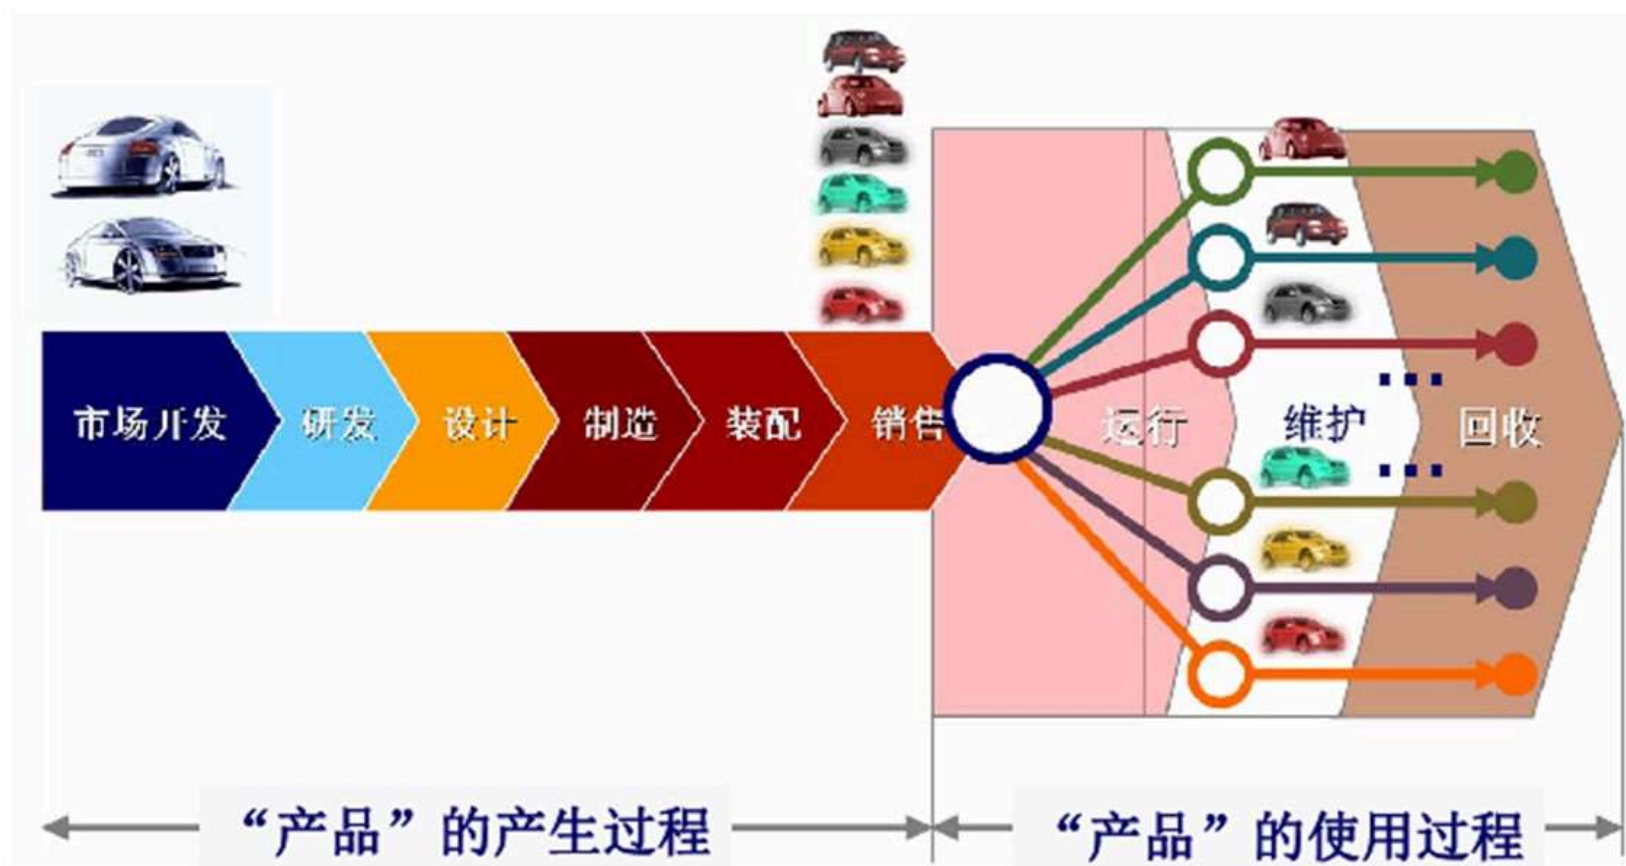 市场开发
研发
设计
制造
装配
销售
运行
维护
回收
“产品”的产生过程
“产品”的使用过程